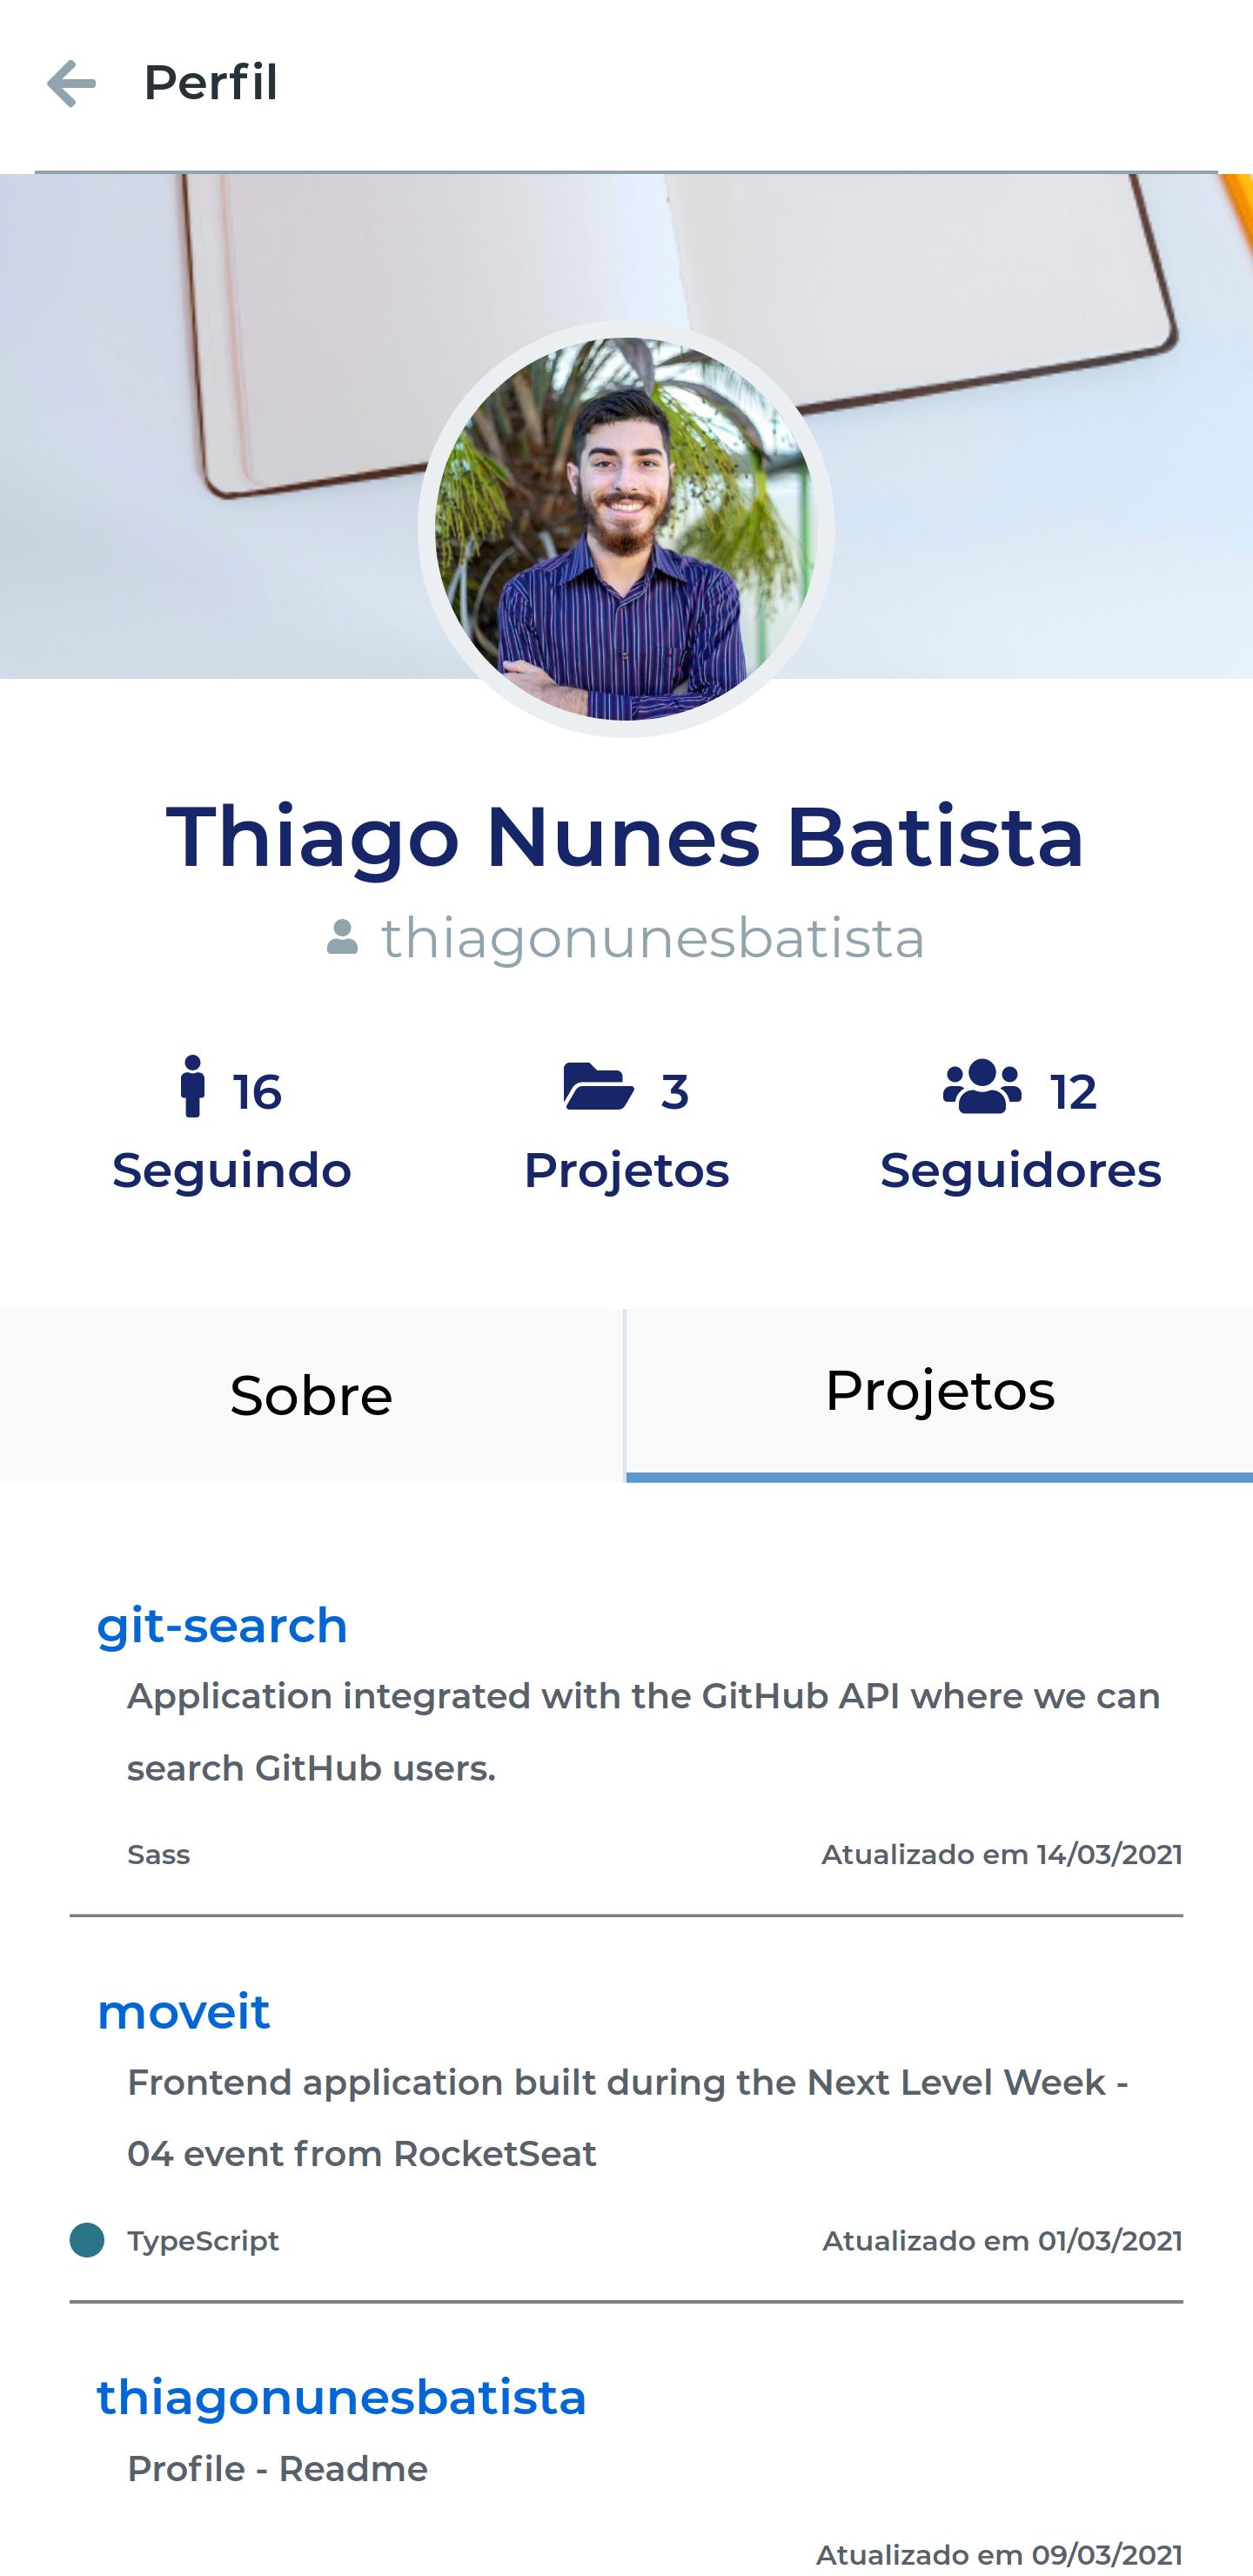 Perfil
Thiago Nunes Batista
thiagonunesbatista
16
Seguindo
3
Projetos
12
Seguidores
Sobre
Projetos
git-search
Application integrated with the GitHub API where we can
search GitHub users.
Sass
Atualizado em 14/03/2021
moveit
Frontend application built during the Next Level Week -
04 event from RocketSeat
TypeScript
Atualizado em 01/03/2021
thiagonunesbatista
Profile - Readme
Atualizado em 09/03/2021